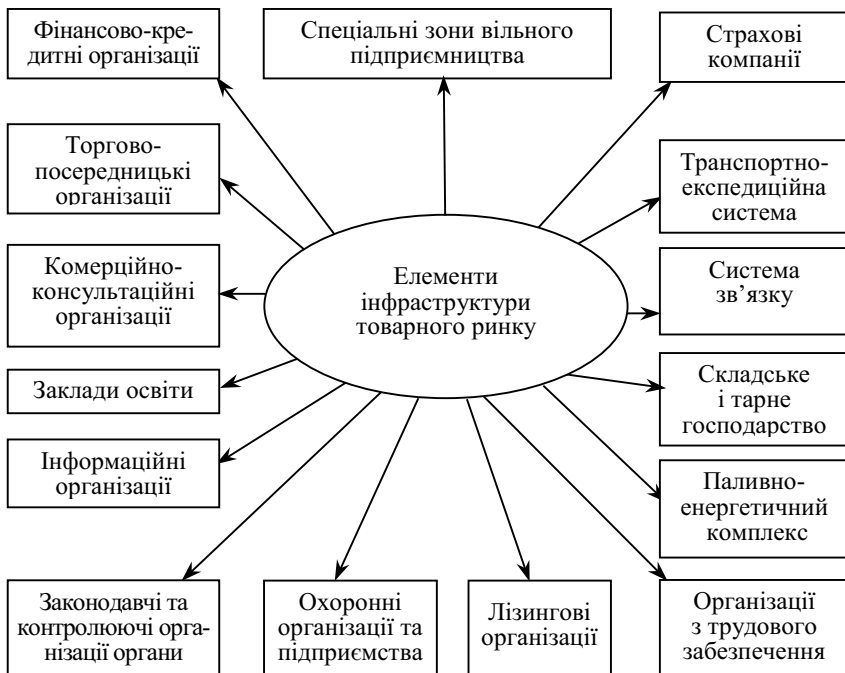 Фінансово-кре-
дитні організації
Спеціальні зони вільного
підприємництва
Страхові
компанії
Торгово-
посередницькі
організації
Транспортно-
експедиційна
система
Комерційно-
консультаційні
організації
Елементи
інфраструктури
товарного ринку
Система
зв’язку
Заклади освіти
Складське
і тарне
господарство
Інформаційні
організації
Паливно-
енергетичний
комплекс
Законодавчі та
контролюючі орга-
нізації органи
Охоронні
організації та
підприємства
Лізингові
організації
Організації
з трудового
забезпечення